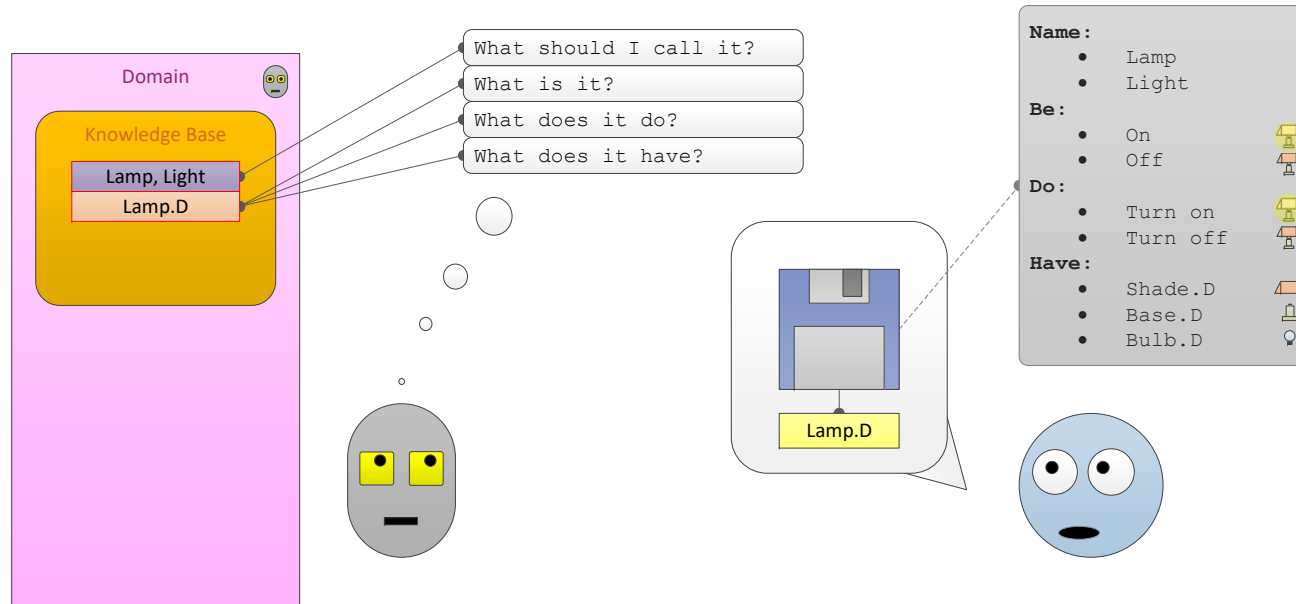 Domain
Knowledge Base
Lamp, Light
Lamp.D
What should I call it?
What is it?
What does it do?
What does it have?
Lamp.D
Name:
• Lamp
• Light
Be:
• On
• Off
Do:
• Turn on
• Turn off
Have:
• Shade.D
• Base.D
• Bulb.D